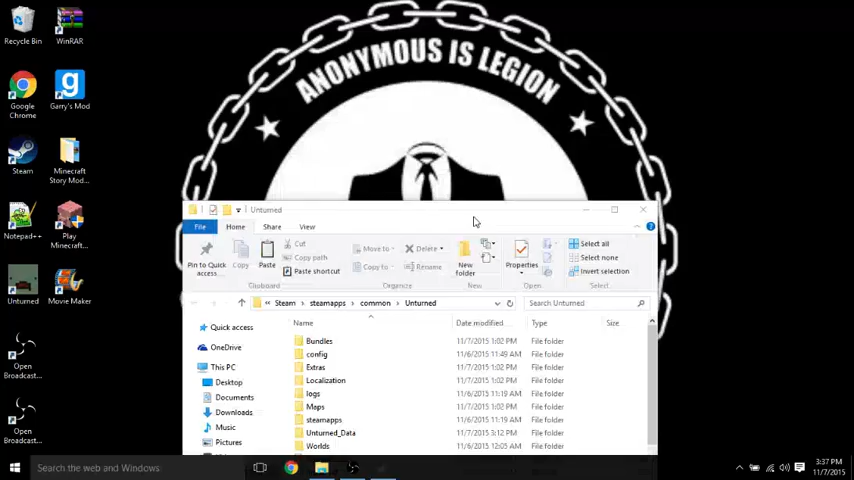 ANONYMOUS IS LEGION
Recycle Bin
WinRAR
Google Chrome
Garry's Mod
Steam
Minecraft Story Mod...
Notepad++
Play Minecraft...
Unturned
Movie Maker
Open Broadcast...
Open Broadcast...
Unturned
File Home Share View
Pin to Quick access...
Copy
Paste
Cut
Copy path
Paste shortcut
Clipboard
Move to
Copy to
Delete
Rename
Organize
New folder
New
Properties
Open
Select all
Select none
Invert selection
Select
« Steam › steamapps › common › Unturned
Search Unturned
Name Date modified... Type Size
Quick access
OneDrive
This PC
Desktop
Documents
Downloads
Music
Pictures
Bundles 11/7/2015 1:02 PM File folder
config 11/6/2015 11:49 AM File folder
Extras 11/7/2015 1:02 PM File folder
Localization 11/7/2015 1:02 PM File folder
logs 11/6/2015 11:19 AM File folder
Maps 11/7/2015 1:02 PM File folder
steamapps 11/6/2015 11:19 AM File folder
Unturned_Data 11/7/2015 3:12 PM File folder
Worlds 11/6/2015 12:05 AM File folder
Search the web and Windows
3:37 PM
11/7/2015